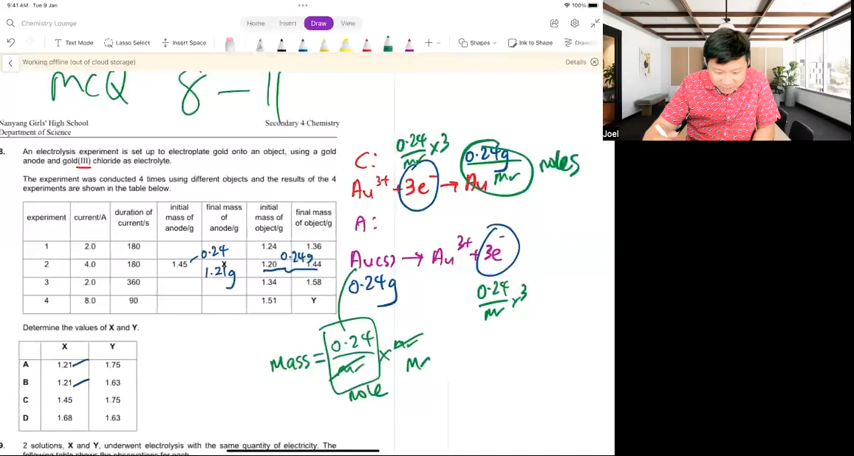 9:41 AM Tue 9 Jan
100%
Chemistry Lounge
Home Insert Draw View
Text Mode Lasso Select Insert Space Shapes Ink to Shape
Working offline (out of cloud storage) Details
MCQ 8 - 11
Nanyang Girls' High School Secondary 4 Chemistry
Department of Science
8. An electrolysis experiment is set up to electroplate gold onto an object, using a gold
anode and gold(III) chloride as electrolyte.
The experiment was conducted 4 times using different objects and the results of the 4
experiments are shown in the table below.
experiment current/A duration of current/s initial mass of anode/g final mass of anode/g initial mass of object/g final mass of object/g
1 2.0 180 1.24 1.36
2 4.0 180 1.45 X 1.20 1.44
-0.24
1.21g
0.24g
3 2.0 360 1.34 1.58
4 8.0 90 1.51 Y
Determine the values of X and Y.
X Y
A 1.21 1.75
B 1.21 1.63
C 1.45 1.75
D 1.68 1.63
9. 2 solutions, X and Y, underwent electrolysis with the same quantity of electricity. The
following table shows the observations for each
0.24/Mr x 3
0.24g/Mr moles
C:
Au3+ + 3e- → Au
A:
Au(s) → Au3+ + 3e-
0.24g
0.24/Mr x 3
Mass = 0.24/Mr x Mr
Mr
mole
Joel